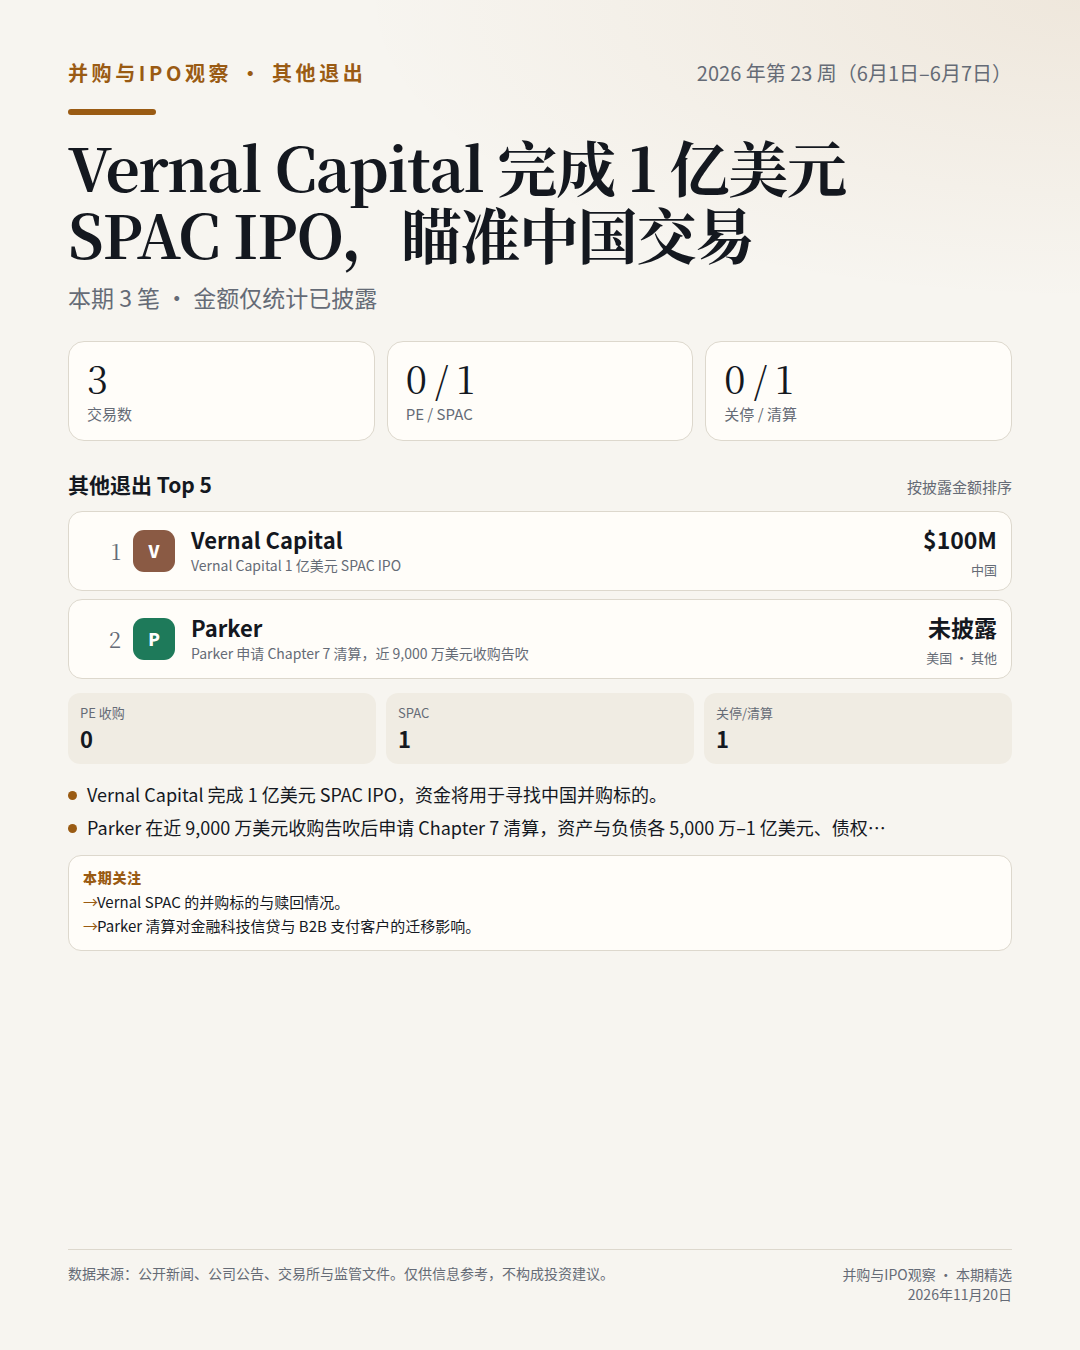 并购与IPO观察 · 其他退出
2026 年第 23 周（6月1日–6月7日）
Vernal Capital 完成 1 亿美元
SPAC IPO，瞄准中国交易
本期 3 笔 · 金额仅统计已披露
3
交易数
0 / 1
PE / SPAC
0 / 1
关停 / 清算
其他退出 Top 5
按披露金额排序
1
V
Vernal Capital
Vernal Capital 1 亿美元 SPAC IPO
$100M
中国
2
P
Parker
Parker 申请 Chapter 7 清算，近 9,000 万美元收购告吹
未披露
美国 · 其他
PE 收购
0
SPAC
1
关停/清算
1
Vernal Capital 完成 1 亿美元 SPAC IPO，资金将用于寻找中国并购标的。
Parker 在近 9,000 万美元收购告吹后申请 Chapter 7 清算，资产与负债各 5,000 万–1 亿美元、债权…
本期关注
→Vernal SPAC 的并购标的与赎回情况。
→Parker 清算对金融科技信贷与 B2B 支付客户的迁移影响。
数据来源：公开新闻、公司公告、交易所与监管文件。仅供信息参考，不构成投资建议。
并购与IPO观察 · 本期精选
2026年11月20日